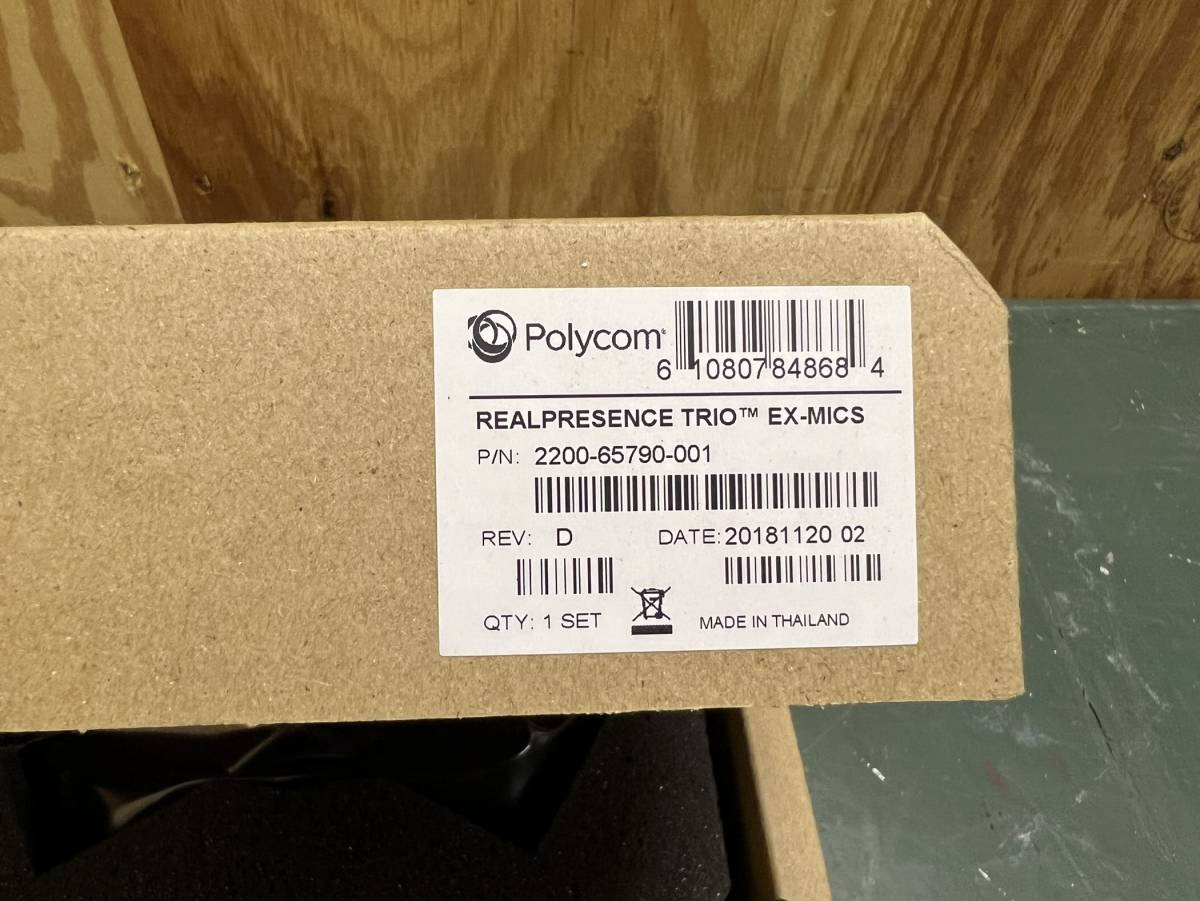 Polycom
6 10807 84868 4
REALPRESENCE TRIO™ EX-MICS
P/N: 2200-65790-001
REV: D DATE: 20181120 02
QTY: 1 SET MADE IN THAILAND